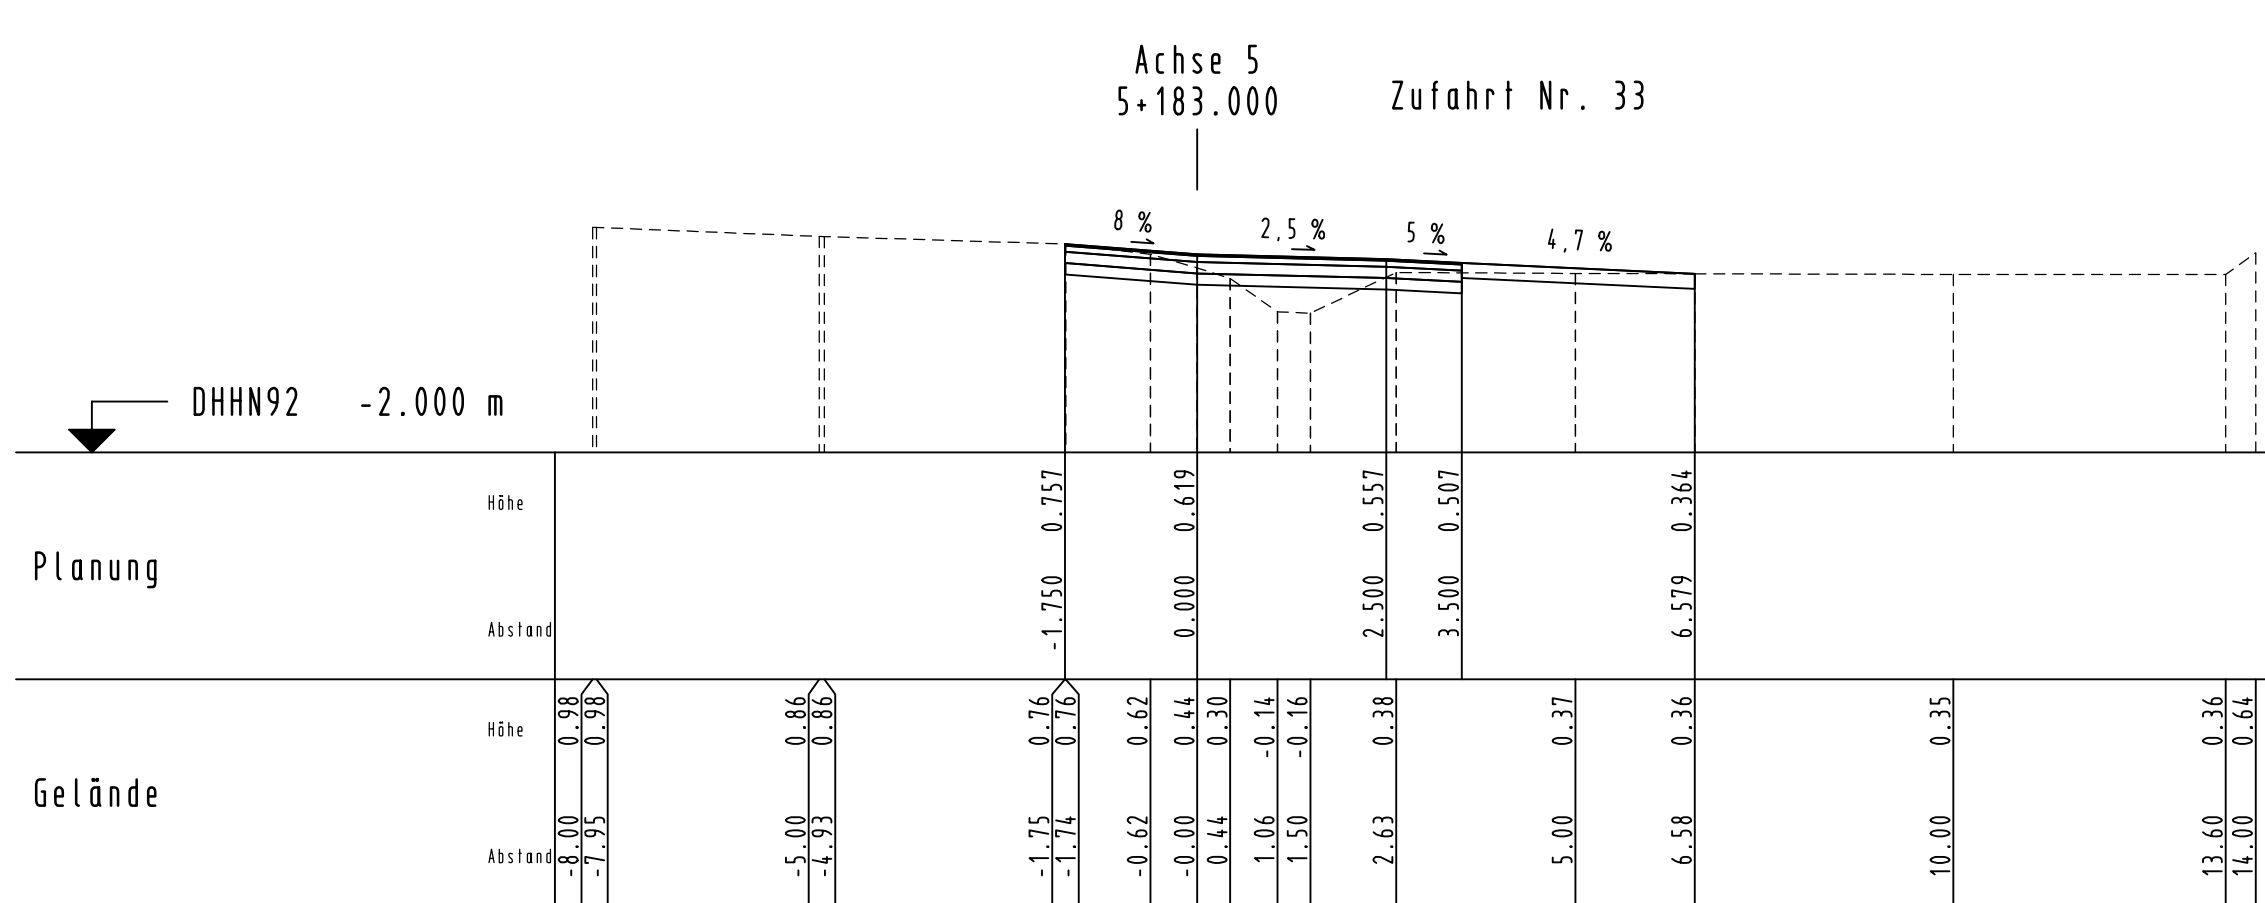 Achse 5
5+183.000
Zufahrt Nr. 33
8 %
2,5 %
5 %
4,7 %
DHHN92 -2.000 m
Planung
Höhe
0.757 0.619 0.557 0.507 0.364
Abstand
-1.750 0.000 2.500 3.500 6.579
Gelände
Höhe
0.98 0.98 0.86 0.86 0.76 0.76 0.62 0.44 0.30 -0.14 -0.16 0.38 0.37 0.36 0.35 0.36 0.64
Abstand
-8.00 -7.95 -5.00 -4.93 -1.75 -1.74 -0.62 -0.00 0.44 1.06 1.50 2.63 5.00 6.58 10.00 13.60 14.00